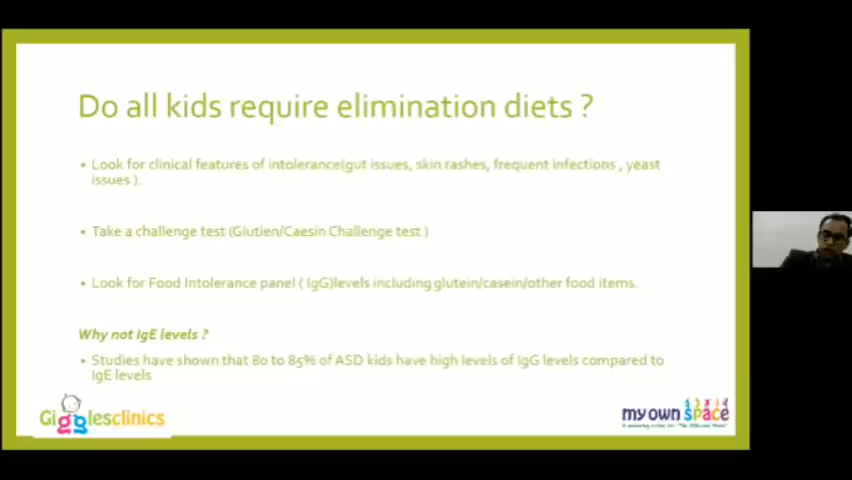 Do all kids require elimination diets ?
• Look for clinical features of intolerance(gut issues, skin rashes, frequent infections , yeast
issues ).
• Take a challenge test (Glutien/Caesin Challenge test )
• Look for Food Intolerance panel ( IgG)levels including glutein/casein/other food items.
Why not IgE levels ?
• Studies have shown that 80 to 85% of ASD kids have high levels of IgG levels compared to
IgE levels
Gigglesclinics
my own space